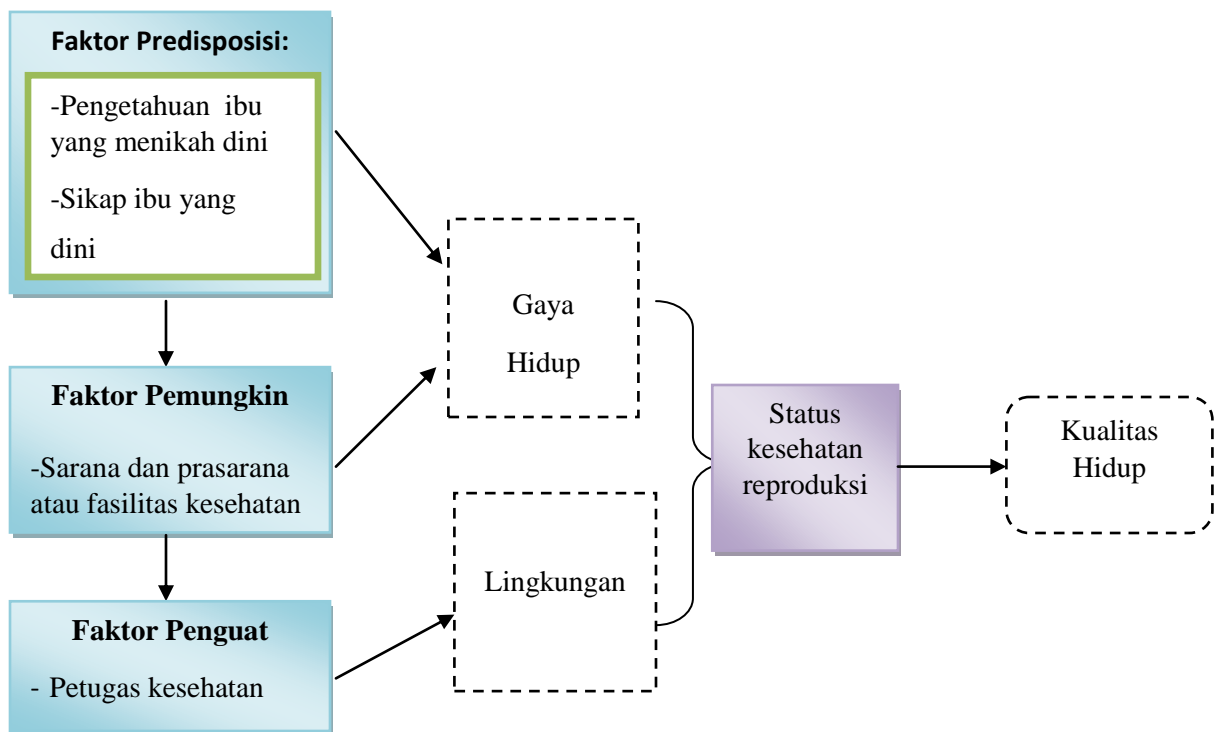 Faktor Predisposisi:
-Pengetahuan ibu
yang menikah dini
-Sikap ibu yang
dini
Faktor Pemungkin
-Sarana dan prasarana
atau fasilitas kesehatan
Faktor Penguat
- Petugas kesehatan
Gaya
Hidup
Lingkungan
Status
kesehatan
reproduksi
Kualitas
Hidup